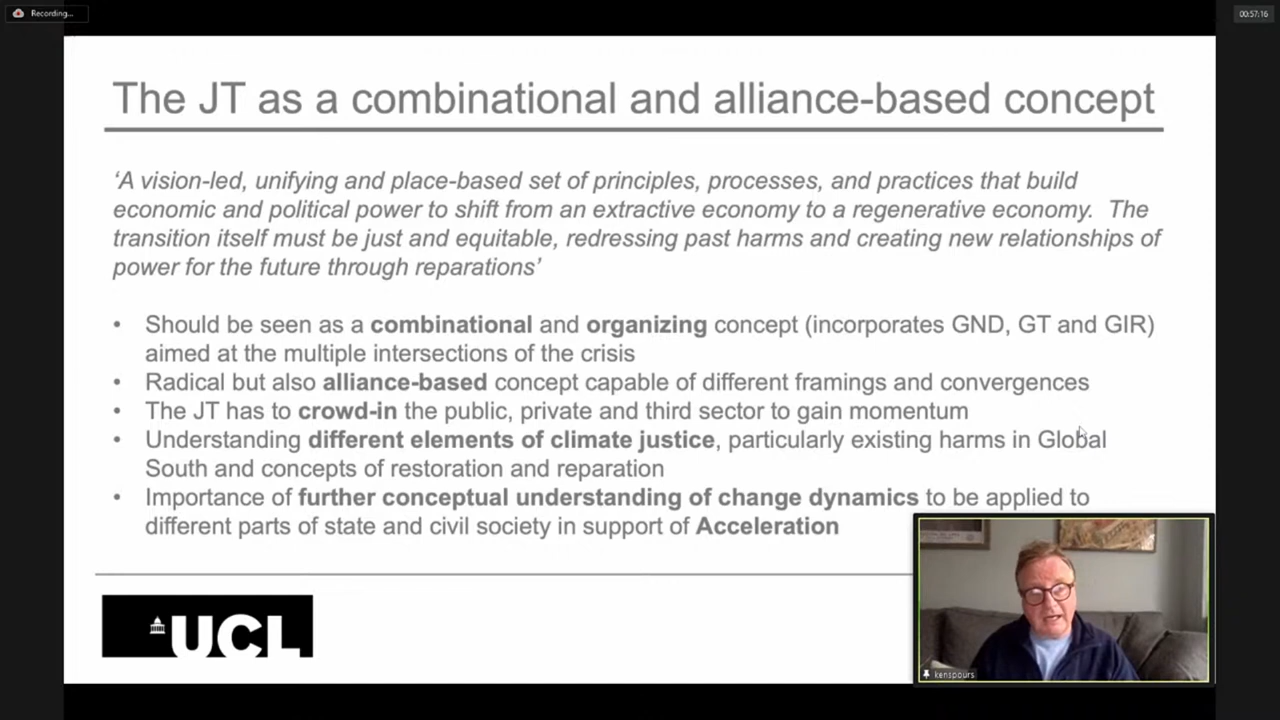 Recording...
00:57:16
The JT as a combinational and alliance-based concept
‘A vision-led, unifying and place-based set of principles, processes, and practices that build
economic and political power to shift from an extractive economy to a regenerative economy.  The
transition itself must be just and equitable, redressing past harms and creating new relationships of
power for the future through reparations’
• Should be seen as a combinational and organizing concept (incorporates GND, GT and GIR)
aimed at the multiple intersections of the crisis
• Radical but also alliance-based concept capable of different framings and convergences
• The JT has to crowd-in the public, private and third sector to gain momentum
• Understanding different elements of climate justice, particularly existing harms in Global
South and concepts of restoration and reparation
• Importance of further conceptual understanding of change dynamics to be applied to
different parts of state and civil society in support of Acceleration
UCL
kenspours